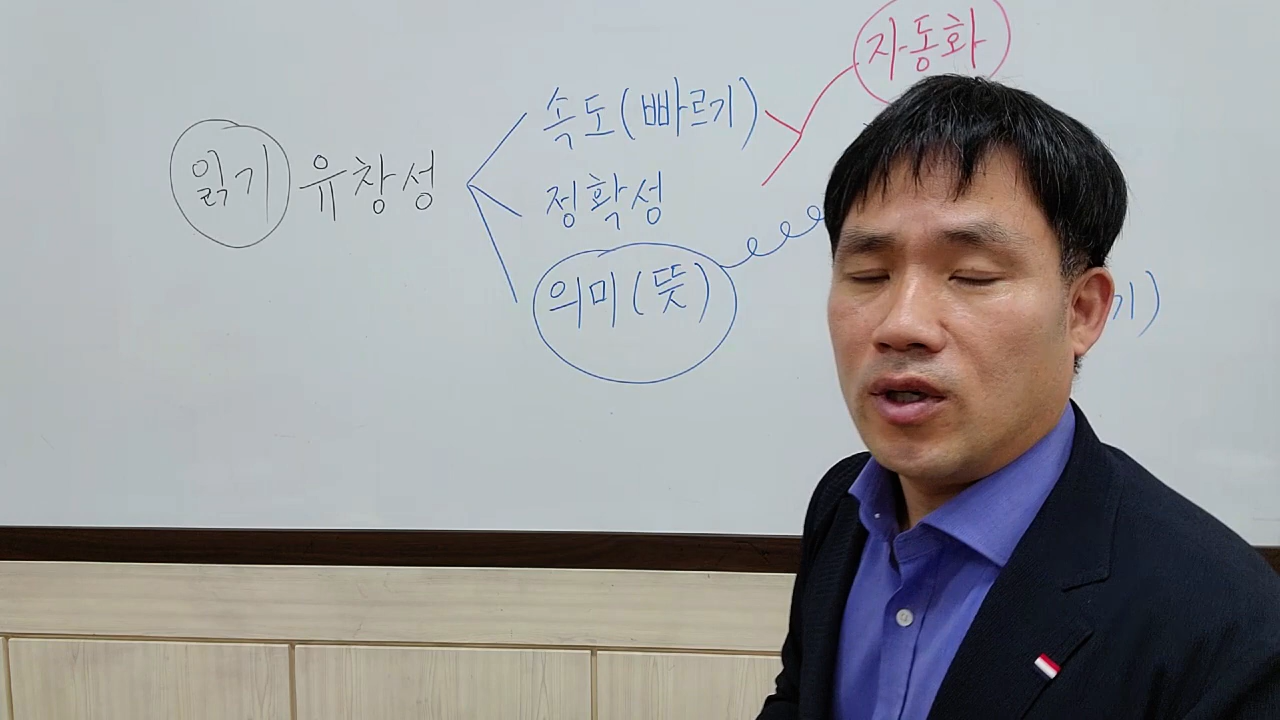 자동화
속도(빠르기)
읽기 유창성
정확성
의미(뜻)
기)